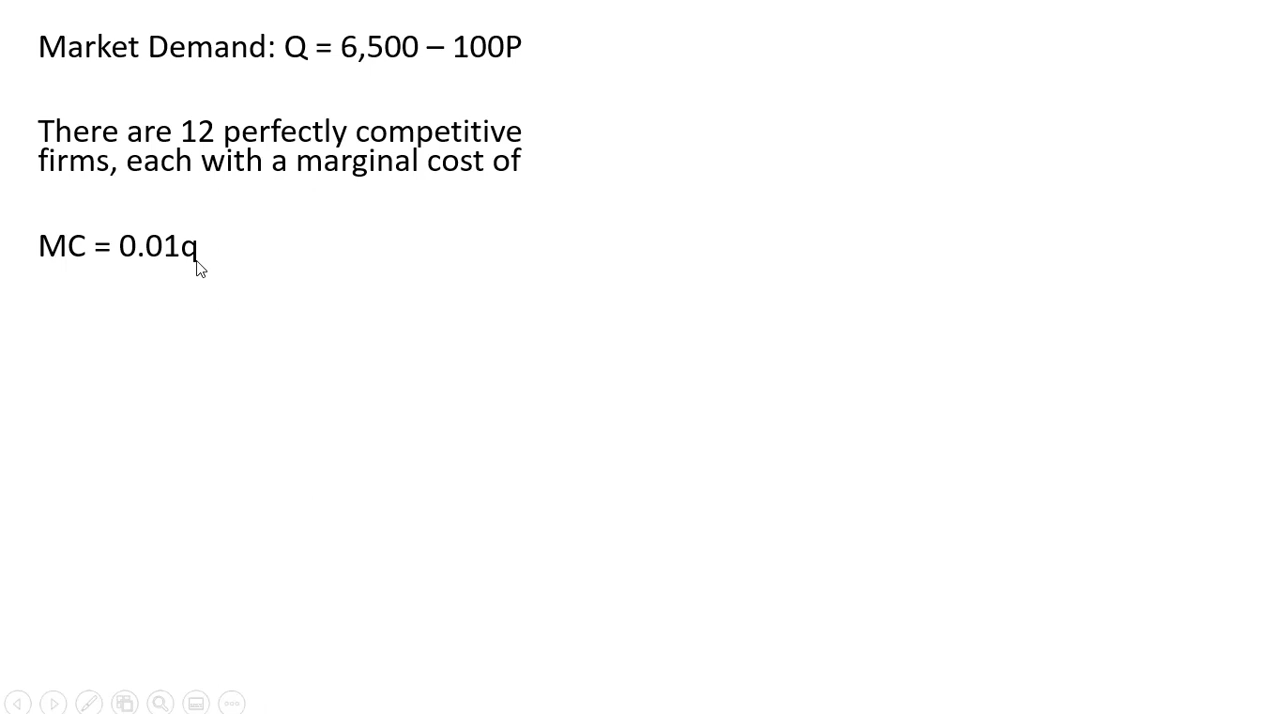 Market Demand: Q = 6,500 – 100P
There are 12 perfectly competitive
firms, each with a marginal cost of
MC = 0.01q